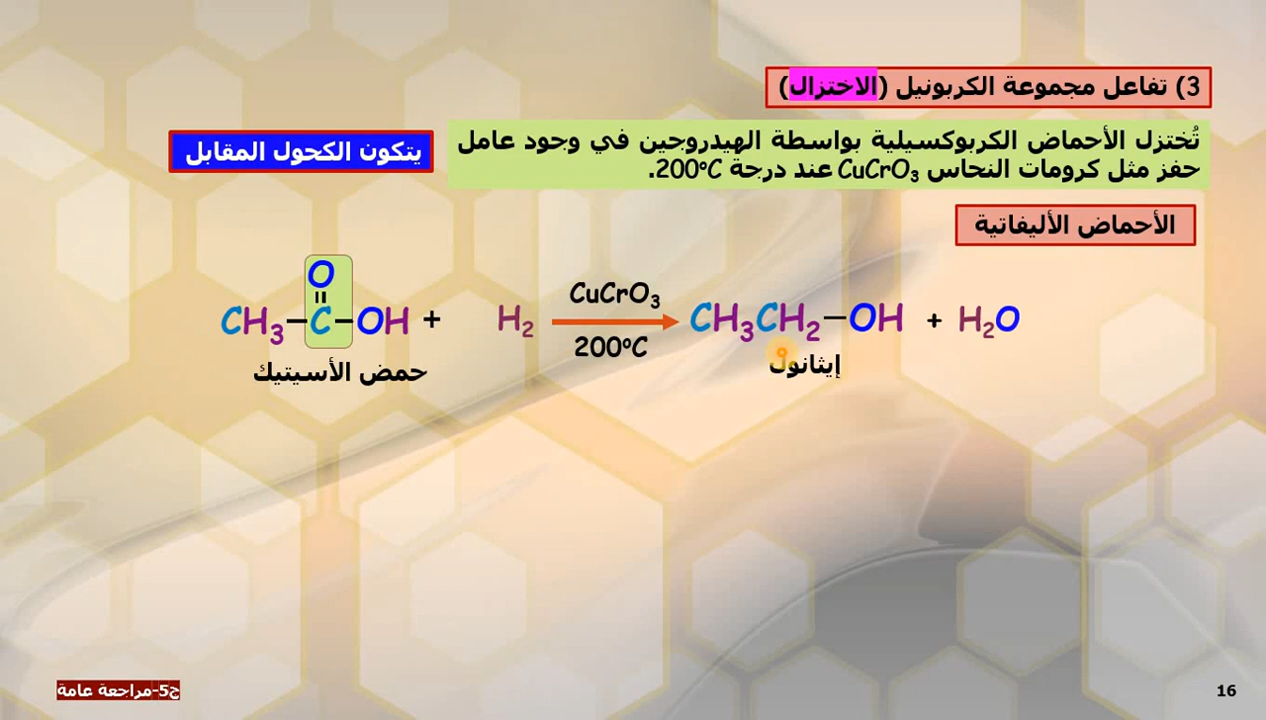 3) تفاعل مجموعة الكربونيل (الاختزال)
تُختزل الأحماض الكربوكسيلية بواسطة الهيدروجين في وجود عامل
حفز مثل كرومات النحاس CuCrO₃ عند درجة 200°C.
يتكون الكحول المقابل
الأحماض الأليفاتية
O
CH₃–C–OH + H₂ CuCrO₃ CH₃CH₂–OH + H₂O
200°C
حمض الأسيتيك
إيثانول
ج5-مراجعة عامة
16